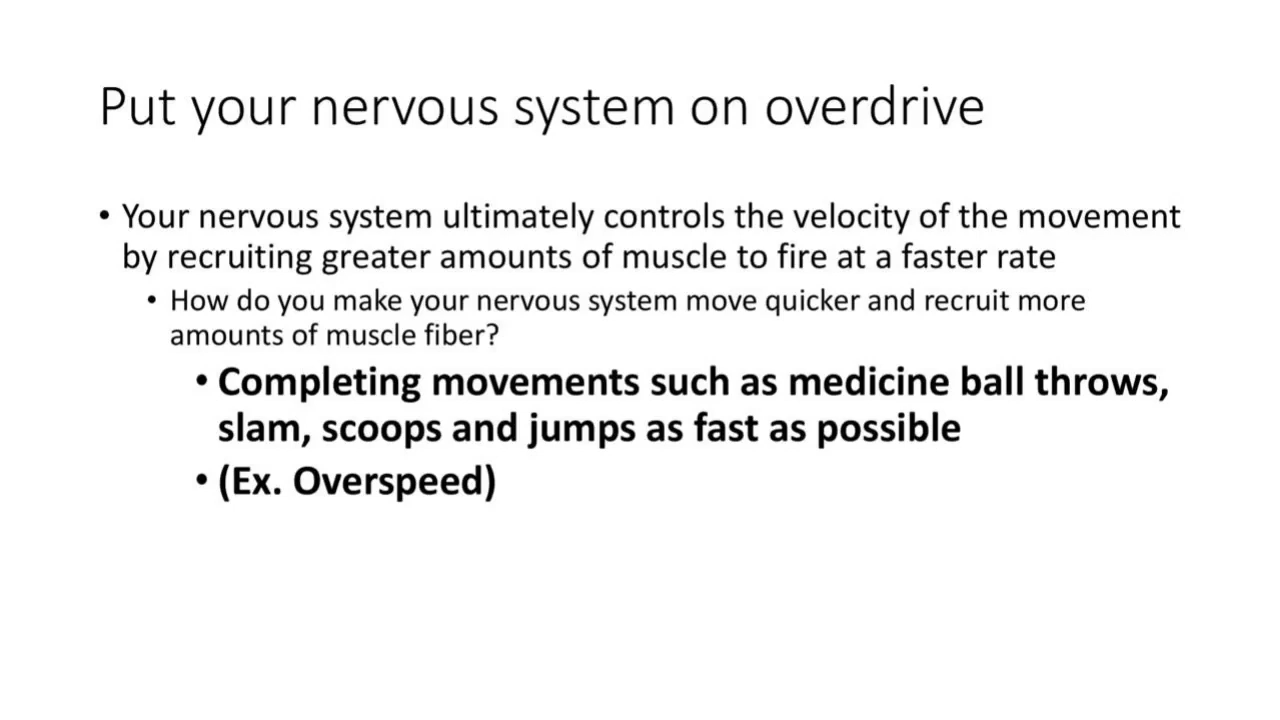 Put your nervous system on overdrive
• Your nervous system ultimately controls the velocity of the movement
by recruiting greater amounts of muscle to fire at a faster rate
• How do you make your nervous system move quicker and recruit more
amounts of muscle fiber?
• Completing movements such as medicine ball throws,
slam, scoops and jumps as fast as possible
• (Ex. Overspeed)